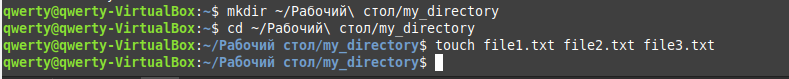 qwerty@qwerty-VirtualBox:~$ mkdir ~/Рабочий\ стол/my_directory
qwerty@qwerty-VirtualBox:~$ cd ~/Рабочий\ стол/my_directory
qwerty@qwerty-VirtualBox:~/Рабочий стол/my_directory$ touch file1.txt file2.txt file3.txt
qwerty@qwerty-VirtualBox:~/Рабочий стол/my_directory$